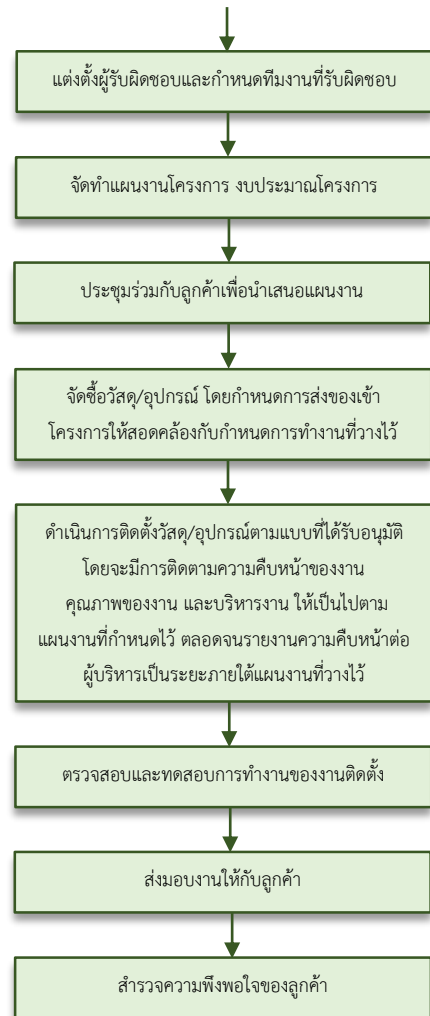 แต่งตั้งผู้รับผิดชอบและกำหนดทีมงานที่รับผิดชอบ
จัดทำแผนงานโครงการ งบประมาณโครงการ
ประชุมร่วมกับลูกค้าเพื่อนำเสนอแผนงาน
จัดซื้อวัสดุ/อุปกรณ์ โดยกำหนดการส่งของเข้า
โครงการให้สอดคล้องกับกำหนดการทำงานที่วางไว้
ดำเนินการติดตั้งวัสดุ/อุปกรณ์ตามแบบที่ได้รับอนุมัติ
โดยจะมีการติดตามความคืบหน้าของงาน
คุณภาพของงาน และบริหารงาน ให้เป็นไปตาม
แผนงานที่กำหนดไว้ ตลอดจนรายงานความคืบหน้าต่อ
ผู้บริหารเป็นระยะภายใต้แผนงานที่วางไว้
ตรวจสอบและทดสอบการทำงานของงานติดตั้ง
ส่งมอบงานให้กับลูกค้า
สำรวจความพึงพอใจของลูกค้า